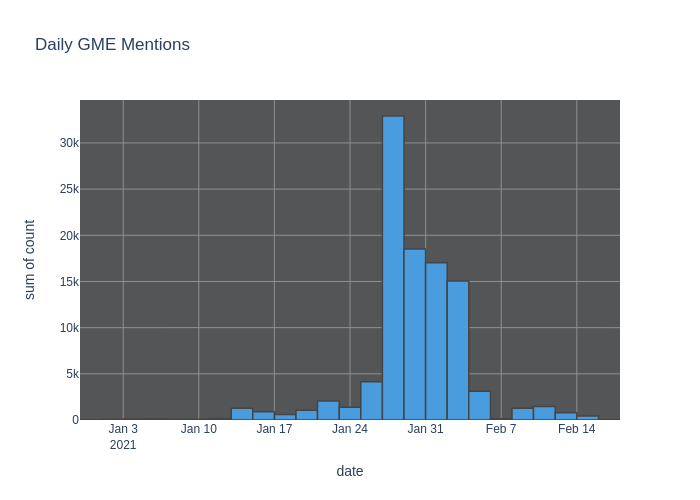 Daily GME Mentions
30k
25k
20k
15k
10k
5k
0
sum of count
Jan 3 Jan 10 Jan 17 Jan 24 Jan 31 Feb 7 Feb 14
2021
date